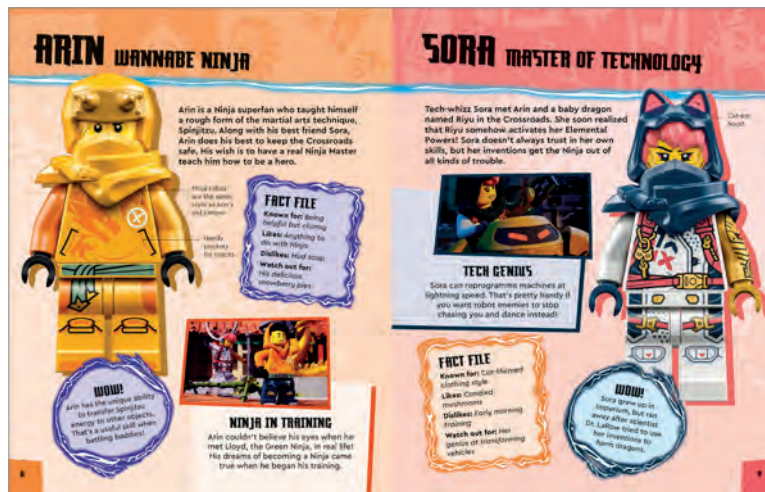 ARIN WANNABE NINJA
Arin is a Ninja superfan who taught himself
a rough form of the martial arts technique,
Spinjitzu. Along with his best friend Sora,
Arin does his best to keep the Crossroads
safe. His wish is to have a real Ninja Master
teach him how to be a hero.
Ninja robes
are the same
Handy
pockets
for snacks
FACT FILE
Known for: Being
helpful but clumsy
Likes: Anything to
do with Ninja
Dislikes: Mud soap
Watch out for:
His delicious
snowberry pies
WOW!
Arin has the unique ability
to transfer Spinjitzu
energy to other objects.
That's a useful skill when
battling baddies!
NINJA IN TRAINING
Arin couldn't believe his eyes when he
met Lloyd, the Green Ninja, in real life!
His dreams of becoming a Ninja came
true when he began his training.
8
SORA MASTER OF TECHNOLOGY
Tech-whizz Sora met Arin and a baby dragon
named Riyu in the Crossroads. She soon realized
that Riyu somehow activates her Elemental
Powers! Sora doesn't always trust in her own
skills, but her inventions get the Ninja out of
all kinds of trouble.
Cat-ear
hood
TECH GENIUS
Sora can reprogramme machines at
lightning speed. That's pretty handy if
you want robot enemies to stop
chasing you and dance instead!
FACT FILE
Known for: Cat-themed
clothing style
Likes: Candied
mushrooms
Dislikes: Early morning
training
Watch out for: Her
genius at transforming
vehicles
WOW!
Sora grew up in
Imperium, but ran
away after scientist
Dr. LaRow tried to use
her inventions to
harm dragons.
9